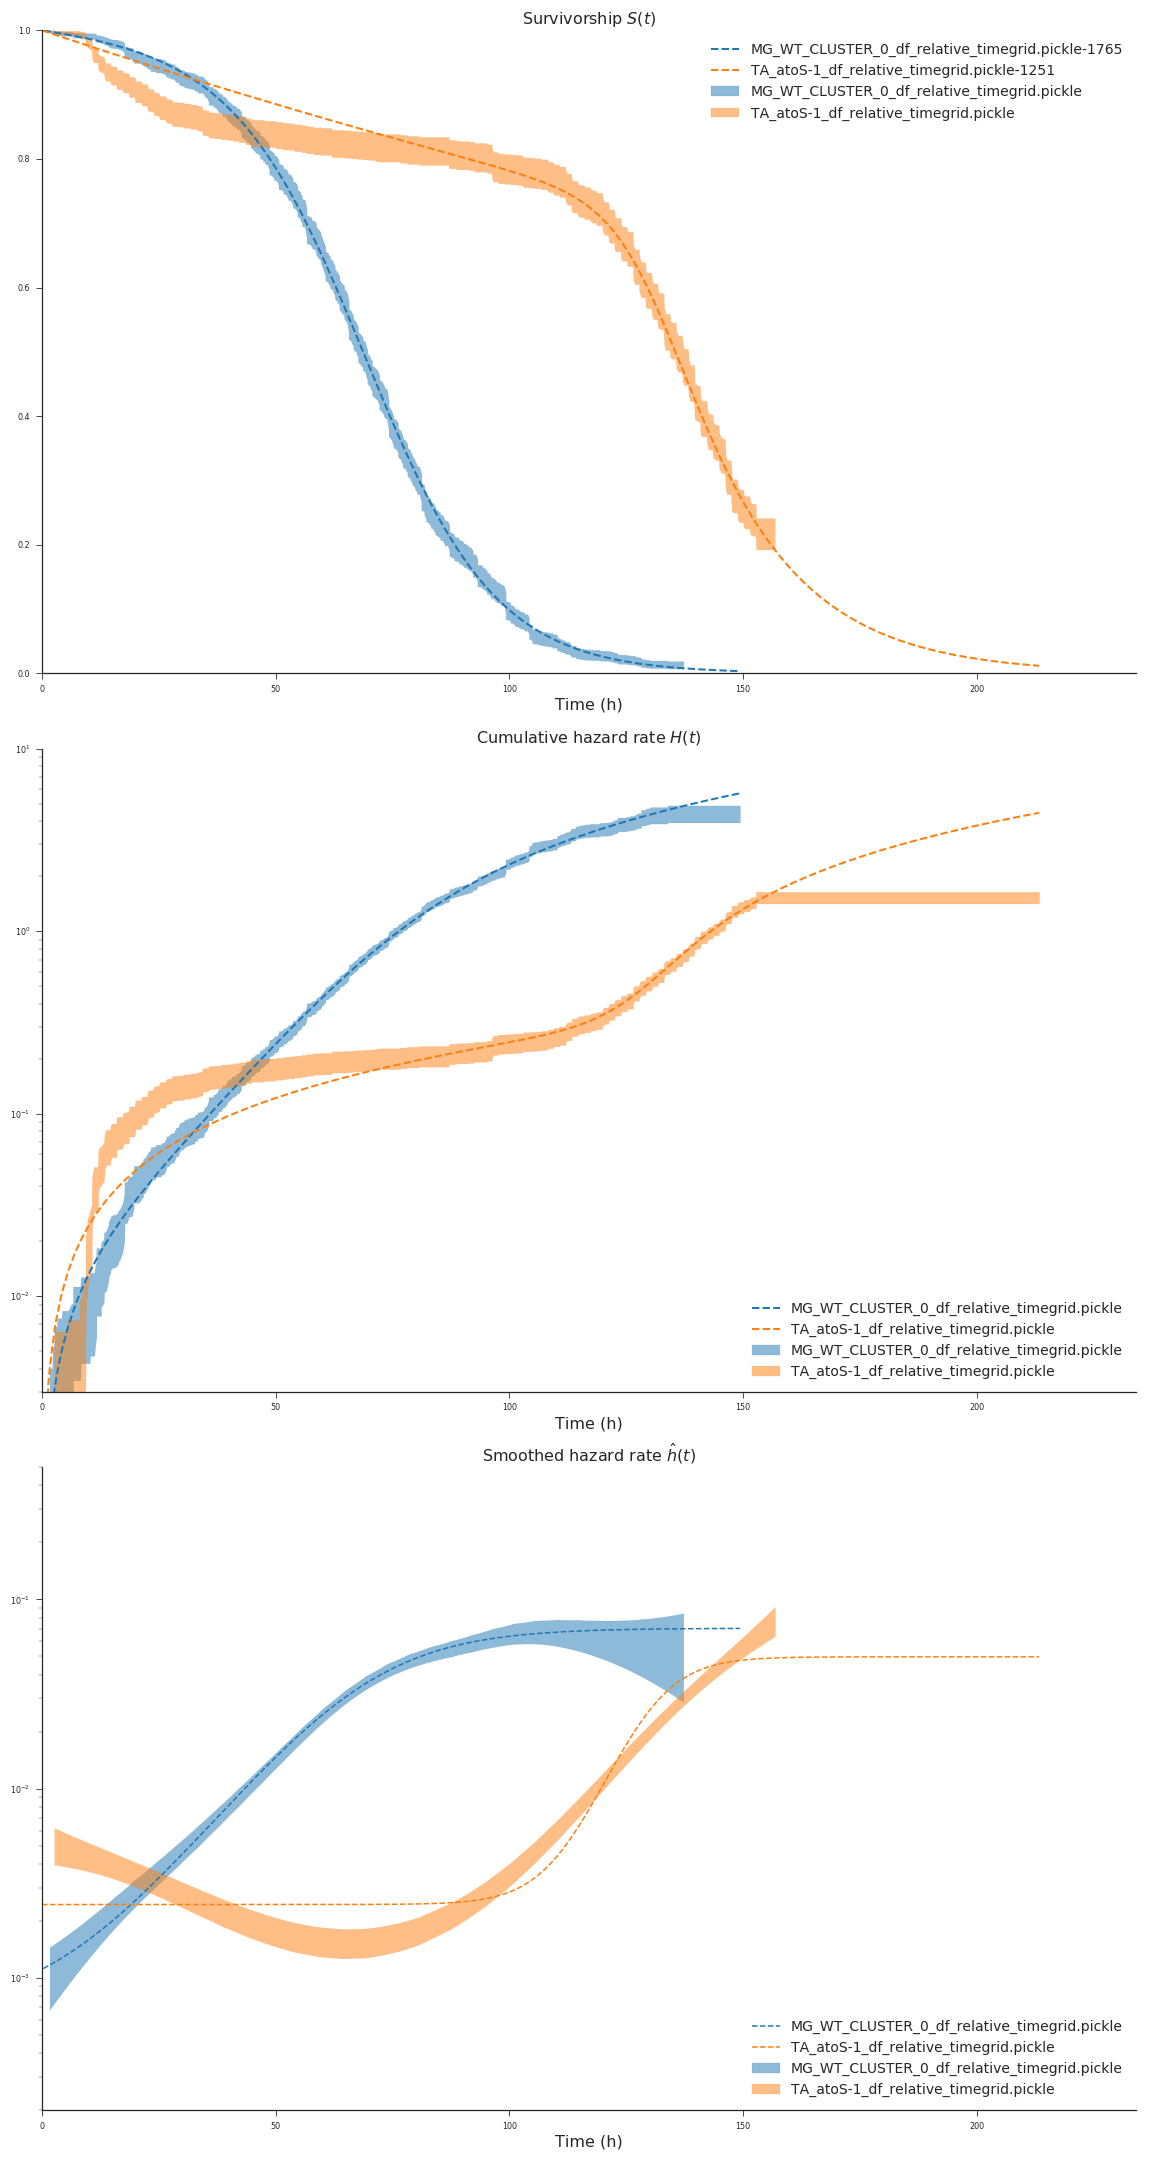 Survivorship S(t)
1.0
0.8
0.6
0.4
0.2
0.0
MG_WT_CLUSTER_0_df_relative_timegrid.pickle-1765
TA_atoS-1_df_relative_timegrid.pickle-1251
MG_WT_CLUSTER_0_df_relative_timegrid.pickle
TA_atoS-1_df_relative_timegrid.pickle
0 50 100 150 200
Time (h)
Cumulative hazard rate H(t)
10¹
10⁰
10⁻¹
10⁻²
MG_WT_CLUSTER_0_df_relative_timegrid.pickle
TA_atoS-1_df_relative_timegrid.pickle
MG_WT_CLUSTER_0_df_relative_timegrid.pickle
TA_atoS-1_df_relative_timegrid.pickle
0 50 100 150 200
Time (h)
Smoothed hazard rate ĥ(t)
10⁻¹
10⁻²
10⁻³
MG_WT_CLUSTER_0_df_relative_timegrid.pickle
TA_atoS-1_df_relative_timegrid.pickle
MG_WT_CLUSTER_0_df_relative_timegrid.pickle
TA_atoS-1_df_relative_timegrid.pickle
0 50 100 150 200
Time (h)